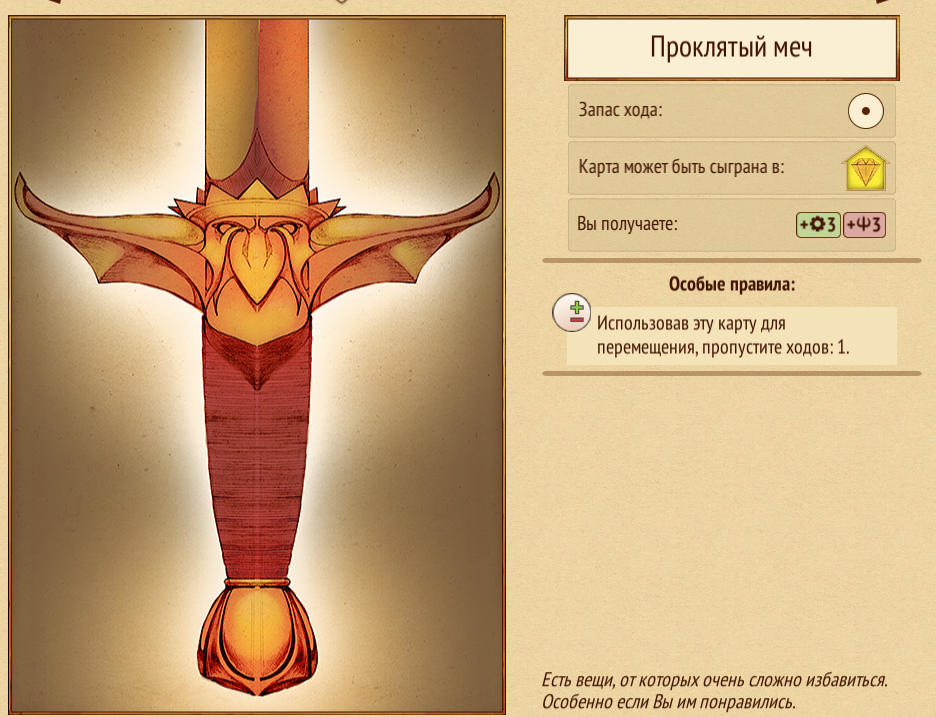 Проклятый меч
Запас хода:
Карта может быть сыграна в:
Вы получаете: +3 +3
Особые правила:
Использовав эту карту для
перемещения, пропустите ходов: 1.
Есть вещи, от которых очень сложно избавиться.
Особенно если Вы им понравились.